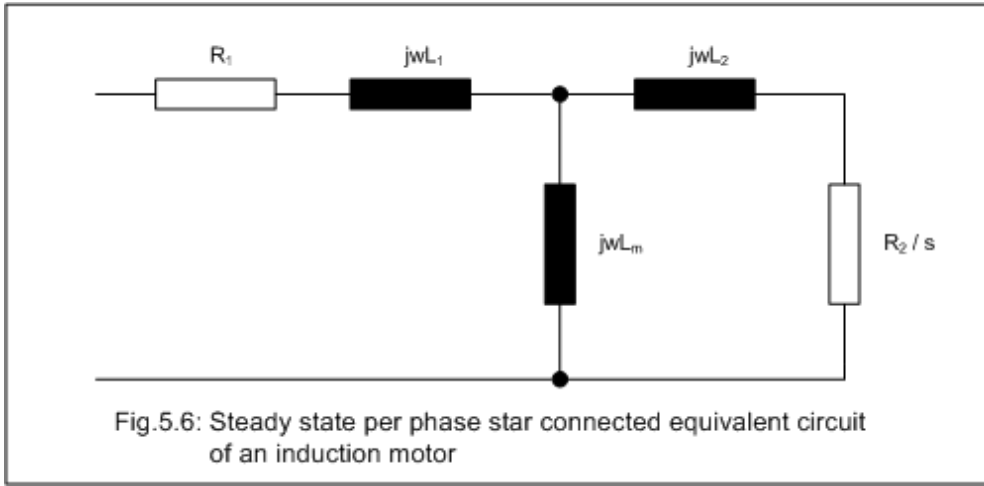 R₁
jwL₁
jwL₂
jwLₘ
R₂ / s
Fig.5.6: Steady state per phase star connected equivalent circuit
of an induction motor